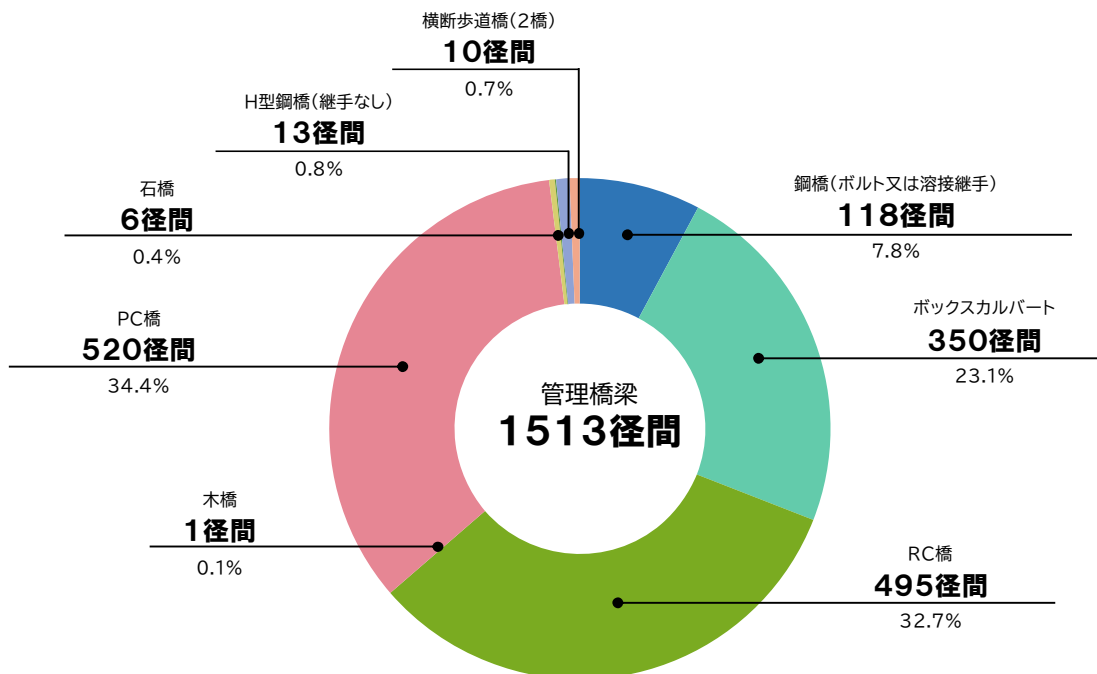 横断歩道橋(2橋)
10径間
0.7%
H型鋼橋(継手なし)
13径間
0.8%
石橋
6径間
0.4%
PC橋
520径間
34.4%
木橋
1径間
0.1%
管理橋梁
1513径間
鋼橋(ボルト又は溶接継手)
118径間
7.8%
ボックスカルバート
350径間
23.1%
RC橋
495径間
32.7%